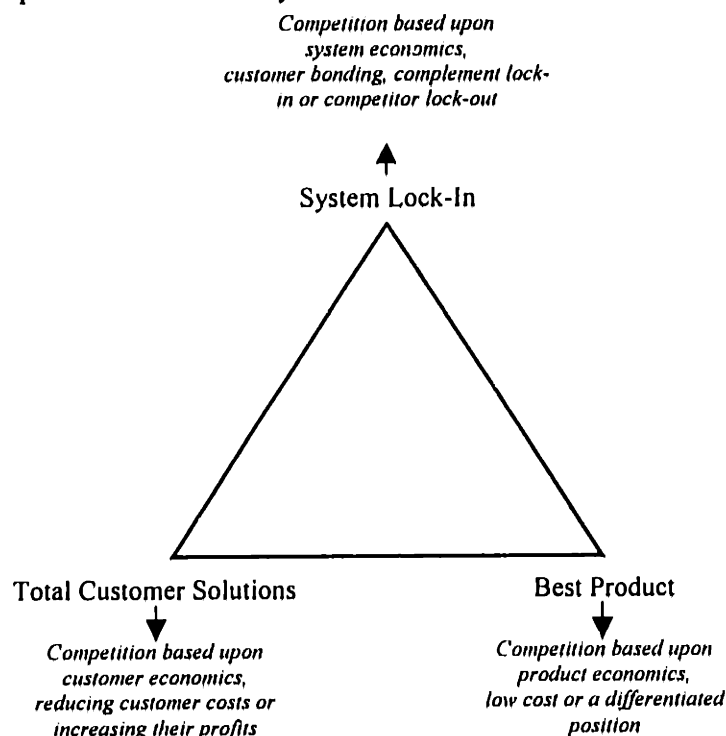 Competition based upon
system economics,
customer bonding, complement lock-
in or competitor lock-out
System Lock-In
Total Customer Solutions
Best Product
Competition based upon
customer economics,
reducing customer costs or
increasing their profits
Competition based upon
product economics,
low cost or a differentiated
position